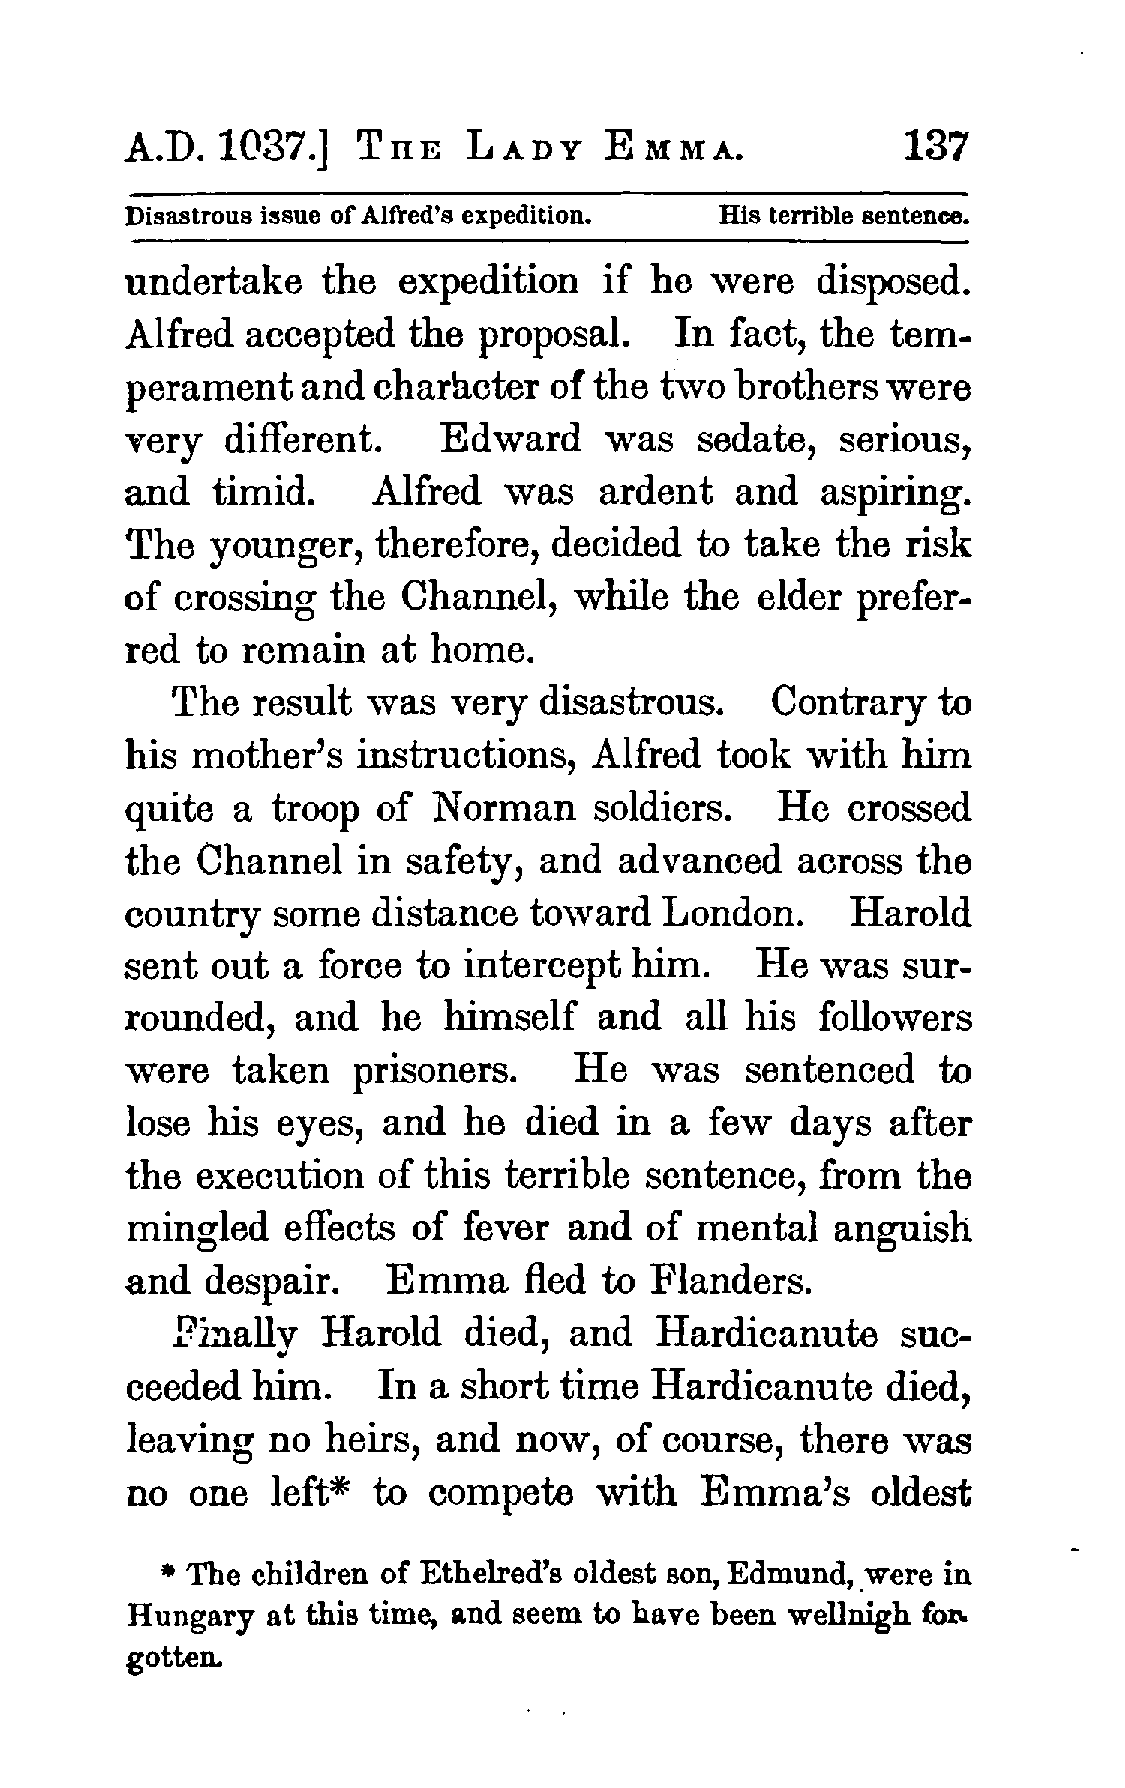 A.D. 1037.] THE LADY EMMA. 137
Disastrous issue of Alfred's expedition. His terrible sentence.
undertake the expedition if he were disposed.
Alfred accepted the proposal. In fact, the tem-
perament and character of the two brothers were
very different. Edward was sedate, serious,
and timid. Alfred was ardent and aspiring.
The younger, therefore, decided to take the risk
of crossing the Channel, while the elder prefer-
red to remain at home.
The result was very disastrous. Contrary to
his mother's instructions, Alfred took with him
quite a troop of Norman soldiers. He crossed
the Channel in safety, and advanced across the
country some distance toward London. Harold
sent out a force to intercept him. He was sur-
rounded, and he himself and all his followers
were taken prisoners. He was sentenced to
lose his eyes, and he died in a few days after
the execution of this terrible sentence, from the
mingled effects of fever and of mental anguish
and despair. Emma fled to Flanders.
Finally Harold died, and Hardicanute suc-
ceeded him. In a short time Hardicanute died,
leaving no heirs, and now, of course, there was
no one left* to compete with Emma's oldest
* The children of Ethelred's oldest son, Edmund, were in
Hungary at this time, and seem to have been wellnigh for-
gotten.